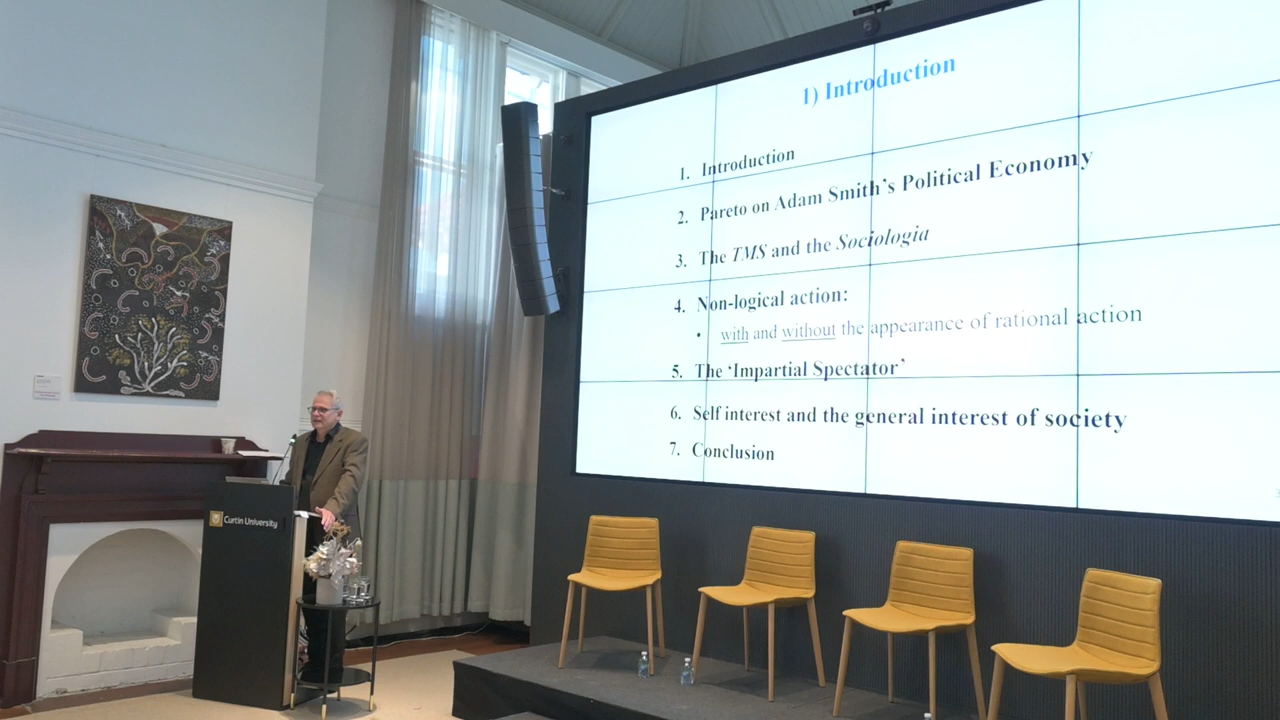 1) Introduction
1. Introduction
2. Pareto on Adam Smith's Political Economy
3. The TMS and the Sociologia
4. Non-logical action:
• with and without the appearance of rational action
5. The 'Impartial Spectator'
6. Self interest and the general interest of society
7. Conclusion
Curtin University